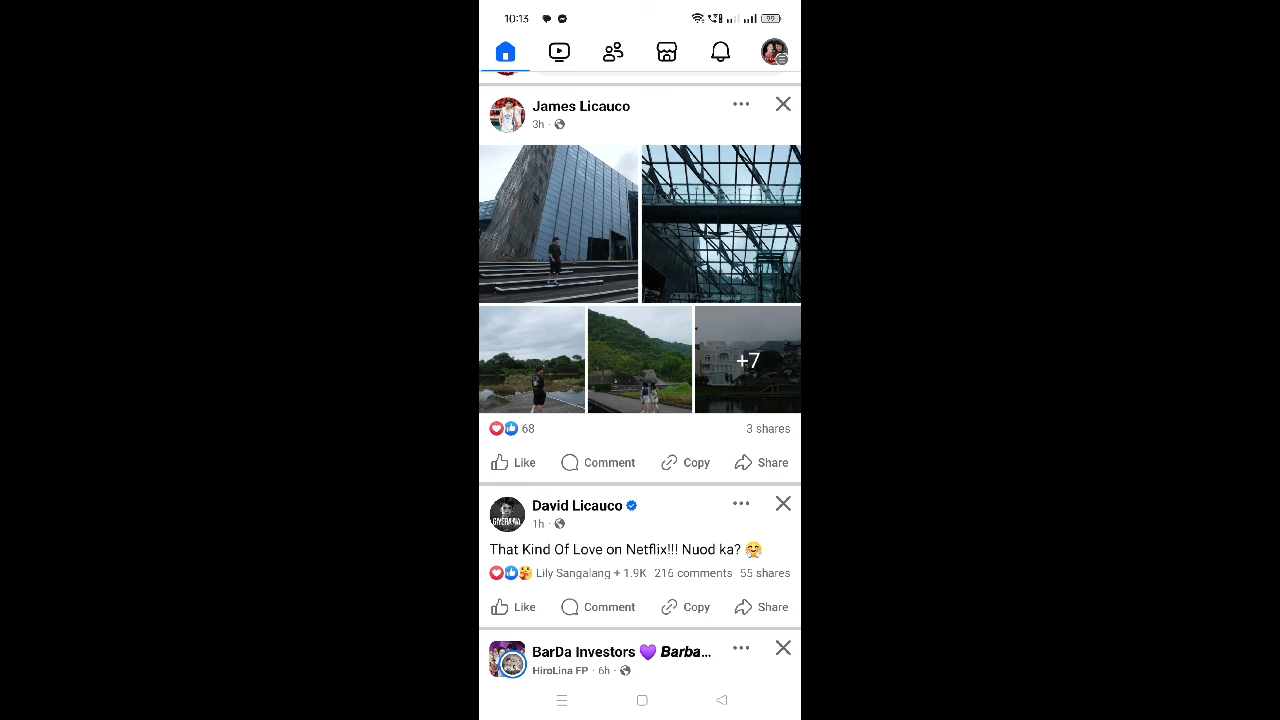 10:13
99
James Licauco
3h ·
+7
68
3 shares
Like Comment Copy Share
David Licauco
1h ·
That Kind Of Love on Netflix!!! Nuod ka? 🤗
Lily Sangalang + 1.9K 216 comments 55 shares
Like Comment Copy Share
BarDa Investors 💜 Barba...
HiroLina FP · 6h ·